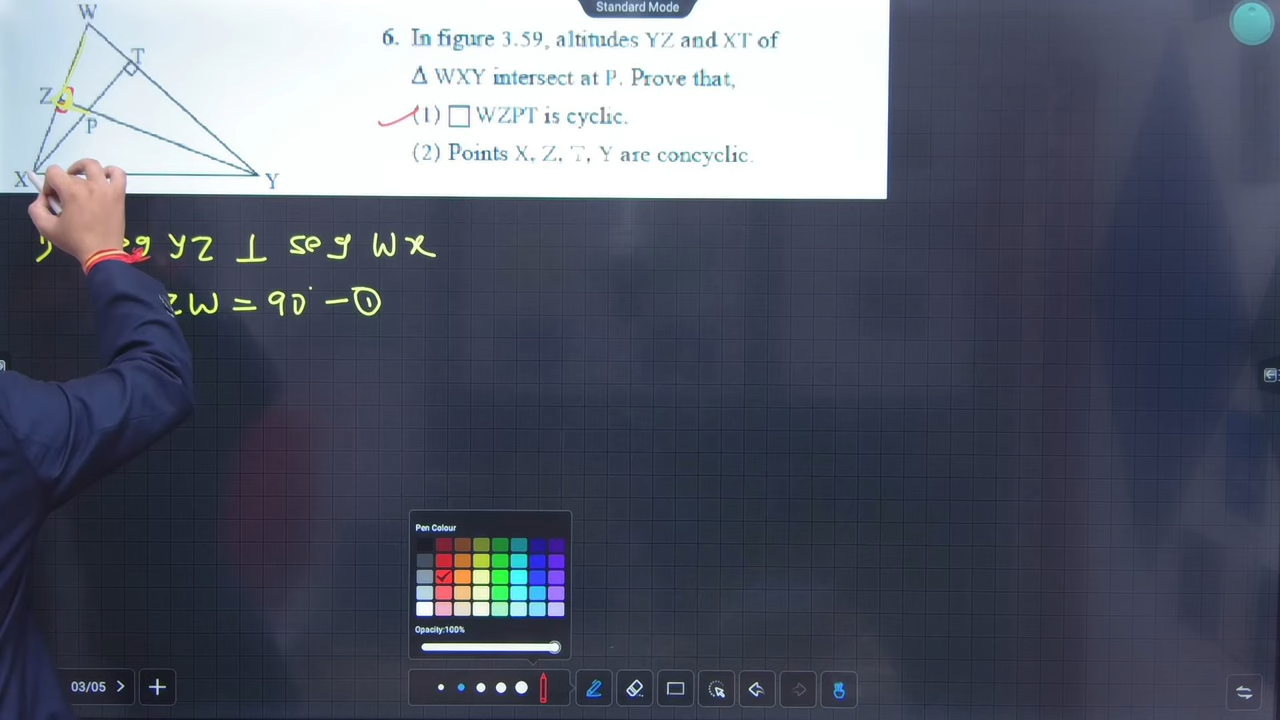 Standard Mode
W
T
Z
P
X
Y
6. In figure 3.59, altitudes YZ and XT of
Δ WXY intersect at P. Prove that,
(1) □ WZPT is cyclic.
(2) Points X, Z, T, Y are concyclic.
YZ ⊥ seg WX
ZW = 90° - ①
Pen Colour
Opacity:100%
03/05